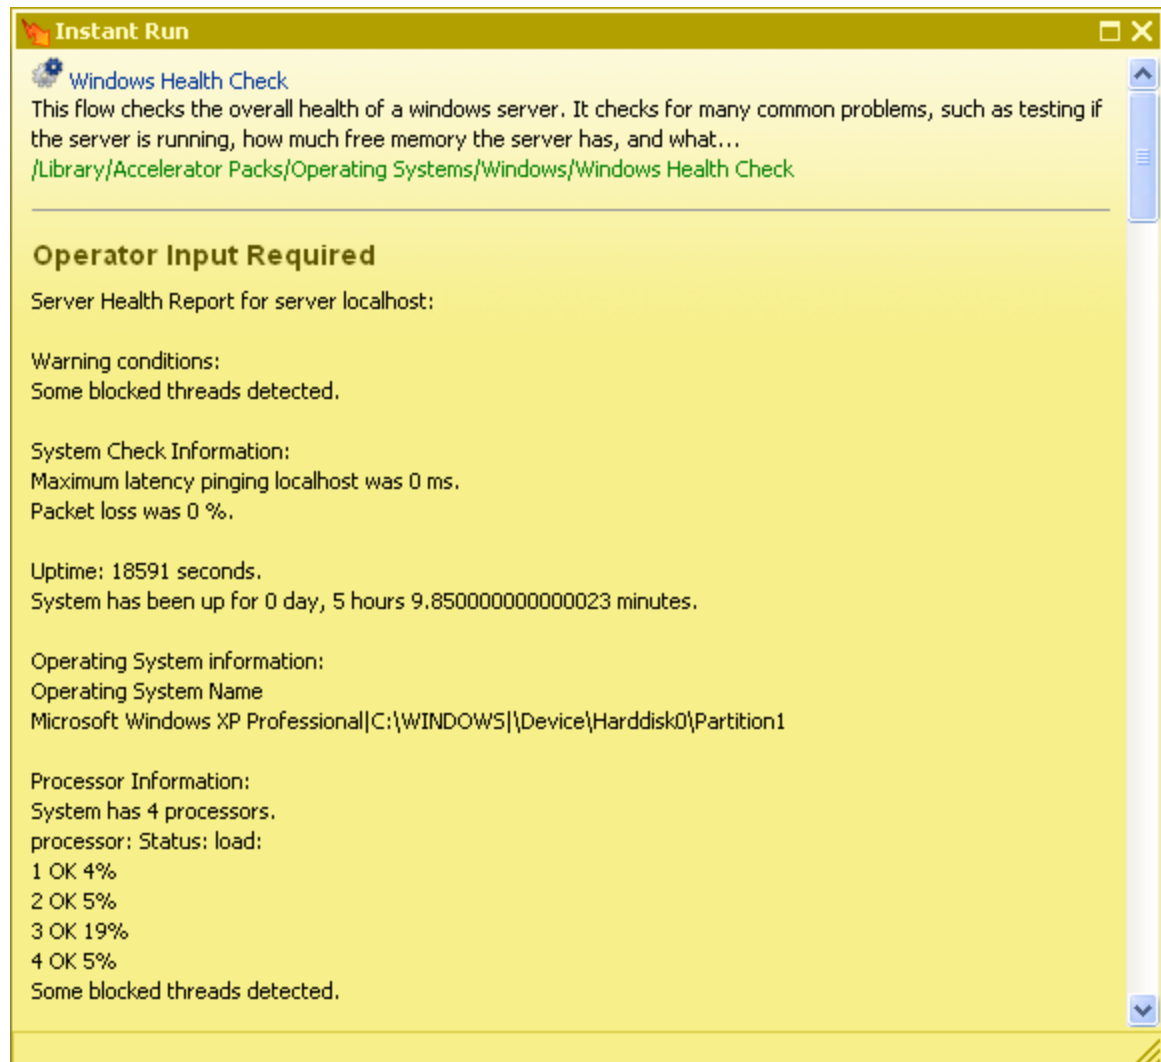 Instant Run
Windows Health Check
This flow checks the overall health of a windows server. It checks for many common problems, such as testing if
the server is running, how much free memory the server has, and what...
/Library/Accelerator Packs/Operating Systems/Windows/Windows Health Check
Operator Input Required
Server Health Report for server localhost:
Warning conditions:
Some blocked threads detected.
System Check Information:
Maximum latency pinging localhost was 0 ms.
Packet loss was 0 %.
Uptime: 18591 seconds.
System has been up for 0 day, 5 hours 9.850000000000023 minutes.
Operating System information:
Operating System Name
Microsoft Windows XP Professional|C:\WINDOWS|\Device\Harddisk0\Partition1
Processor Information:
System has 4 processors.
processor: Status: load:
1 OK 4%
2 OK 5%
3 OK 19%
4 OK 5%
Some blocked threads detected.